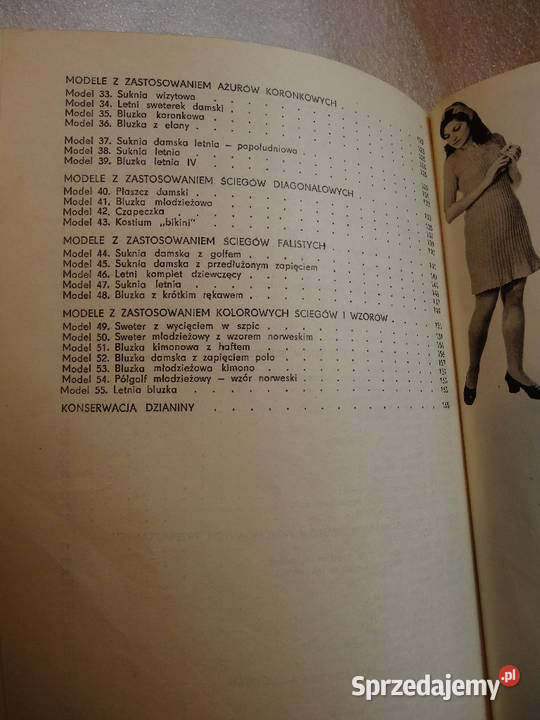 MODELE Z ZASTOSOWANIEM AŻURÓW KORONKOWYCH
Model 33. Suknia wizytowa
Model 34. Letni sweterek damski
Model 35. Bluzka koronkowa
Model 36. Bluzka z elany
Model 37. Suknia damska letnia — popołudniowa
Model 38. Suknia letnia
Model 39. Bluzka letnia IV
MODELE Z ZASTOSOWANIEM ŚCIEGÓW DIAGONALOWYCH
Model 40. Płaszcz damski
Model 41. Bluzka młodzieżowa
Model 42. Czapeczka
Model 43. Kostium „bikini"
MODELE Z ZASTOSOWANIEM ŚCIEGÓW FALISTYCH
Model 44. Suknia damska z golfem
Model 45. Suknia damska z przedłużonym zapięciem
Model 46. Letni komplet dziewczęcy
Model 47. Suknia letnia
Model 48. Bluzka z krótkim rękawem
MODELE Z ZASTOSOWANIEM KOLOROWYCH ŚCIEGÓW I WZORÓW
Model 49. Sweter z wycięciem w szpic
Model 50. Sweter młodzieżowy z wzorem norweskim
Model 51. Bluzka kimonowa z haftem
Model 52. Bluzka damska z zapięciem polo
Model 53. Bluzka młodzieżowa kimono
Model 54. Półgolf młodzieżowy — wzór norweski
Model 55. Letnia bluzka
KONSERWACJA DZIANINY
Sprzedajemy.pl